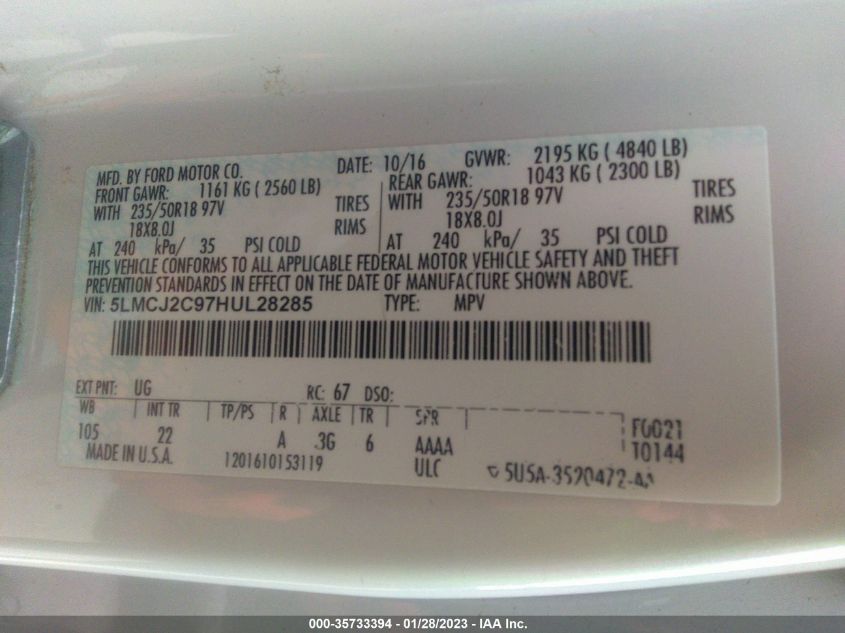 MFD. BY FORD MOTOR CO. DATE: 10/16 GVWR: 2195 KG ( 4840 LB)
FRONT GAWR: 1161 KG ( 2560 LB) REAR GAWR: 1043 KG ( 2300 LB)
WITH 235/50R18 97V TIRES WITH 235/50R18 97V TIRES
18X8.0J RIMS 18X8.0J RIMS
AT 240 kPa/ 35 PSI COLD AT 240 kPa/ 35 PSI COLD
THIS VEHICLE CONFORMS TO ALL APPLICABLE FEDERAL MOTOR VEHICLE SAFETY AND THEFT
PREVENTION STANDARDS IN EFFECT ON THE DATE OF MANUFACTURE SHOWN ABOVE.
VIN: 5LMCJ2C97HUL28285 TYPE: MPV
EXT PNT: UG RC: 67 DSO:
WB INT TR TP/PS R AXLE TR SPR
105 22 A 3G 6 AAAA F0021
MADE IN U.S.A. 1201610153119 ULC T0144
000-35733394 - 01/28/2023 - IAA Inc.